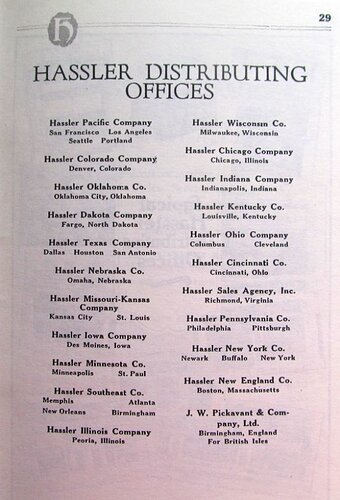 29
H
HASSLER DISTRIBUTING
OFFICES
Hassler Pacific Company
San Francisco Los Angeles
Seattle Portland
Hassler Colorado Company
Denver, Colorado
Hassler Oklahoma Co.
Oklahoma City, Oklahoma
Hassler Dakota Company
Fargo, North Dakota
Hassler Texas Company
Dallas Houston San Antonio
Hassler Nebraska Co.
Omaha, Nebraska
Hassler Missouri-Kansas
Company
Kansas City St. Louis
Hassler Iowa Company
Des Moines, Iowa
Hassler Minnesota Co.
Minneapolis St. Paul
Hassler Southeast Co.
Memphis Atlanta
New Orleans Birmingham
Hassler Illinois Company
Peoria, Illinois
Hassler Wisconsin Co.
Milwaukee, Wisconsin
Hassler Chicago Company
Chicago, Illinois
Hassler Indiana Company
Indianapolis, Indiana
Hassler Kentucky Co.
Louisville, Kentucky
Hassler Ohio Company
Columbus Cleveland
Hassler Cincinnati Co.
Cincinnati, Ohio
Hassler Sales Agency, Inc.
Richmond, Virginia
Hassler Pennsylvania Co.
Philadelphia Pittsburgh
Hassler New York Co.
Newark Buffalo New York
Hassler New England Co.
Boston, Massachusetts
J. W. Pickavant & Com-
pany, Ltd.
Birmingham, England
For British Isles